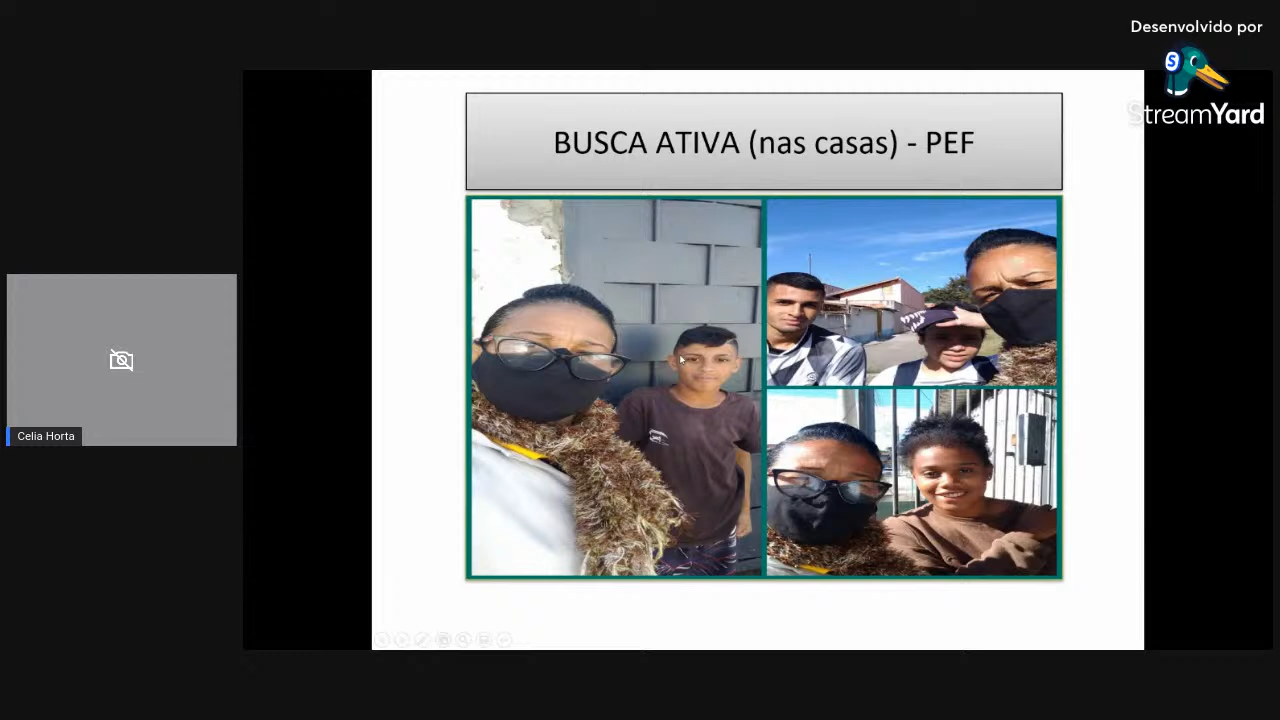 Desenvolvido por
StreamYard
BUSCA ATIVA (nas casas) - PEF
Celia Horta